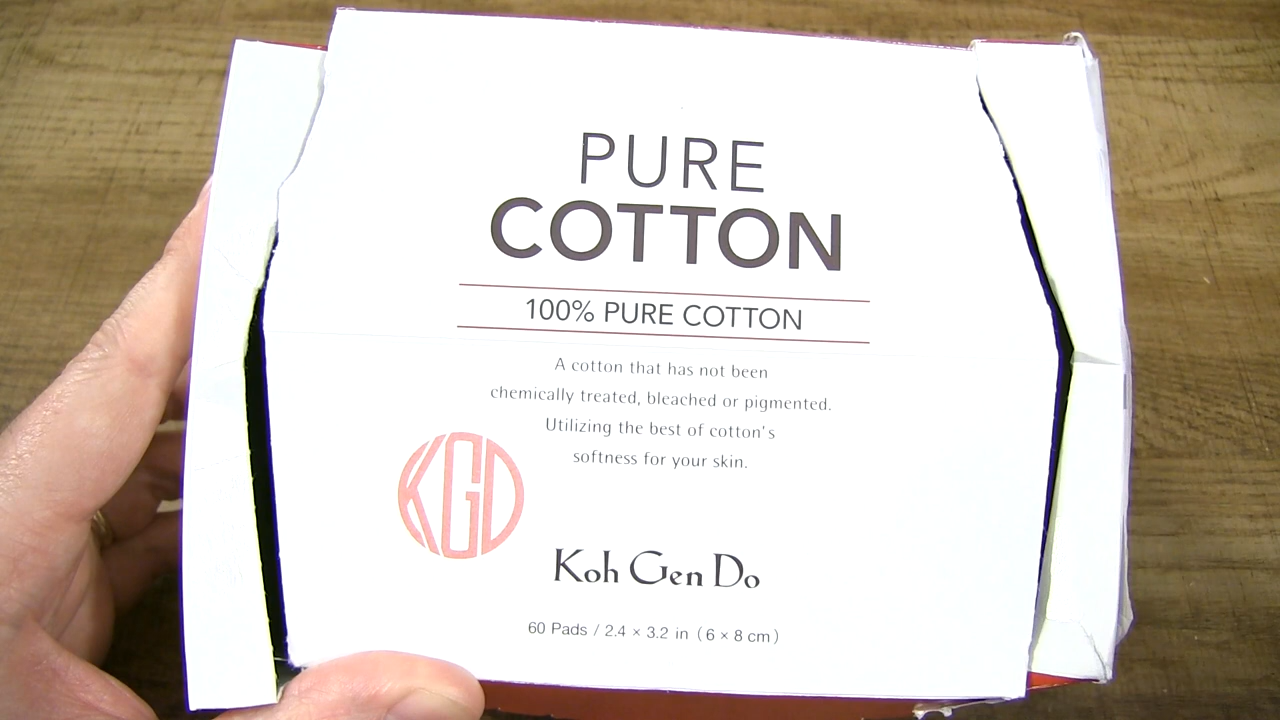 PURE
COTTON
100% PURE COTTON
A cotton that has not been
chemically treated, bleached or pigmented.
Utilizing the best of cotton's
softness for your skin.
KGD
Koh Gen Do
60 Pads / 2.4 × 3.2 in (6 × 8 cm)